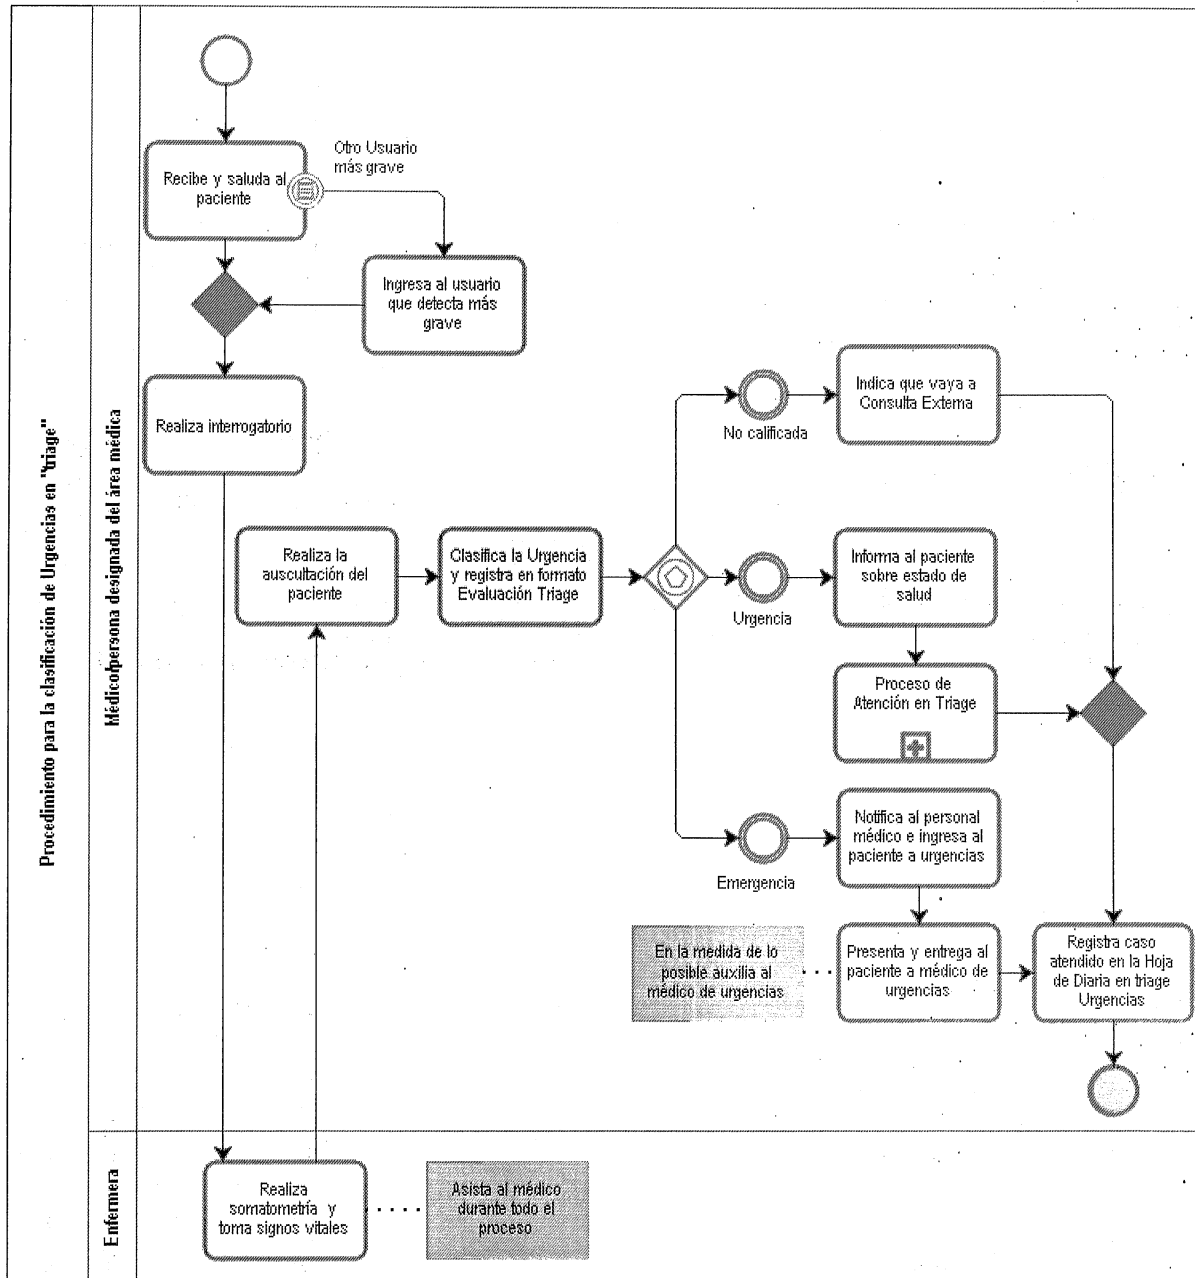 Procedimiento para la clasificación de Urgencias en "triage"
Médico/persona designada del área médica
Recibe y saluda al
paciente
Otro Usuario
más grave
Ingresa al usuario
que detecta más
grave
Realiza interrogatorio
Realiza la
auscultación del
paciente
Clasifica la Urgencia
y registra en formato
Evaluación Triage
No calificada
Indica que vaya a
Consulta Externa
Urgencia
Informa al paciente
sobre estado de
salud
Proceso de
Atención en Triage
Emergencia
Notifica al personal
médico e ingresa al
paciente a urgencias
En la medida de lo
posible auxilia al
médico de urgencias
Presenta y entrega al
paciente a médico de
urgencias
Registra caso
atendido en la Hoja
de Diaria en triage
Urgencias
Enfermera
Realiza
somatometría y
toma signos vitales
Asista al médico
durante todo el
proceso